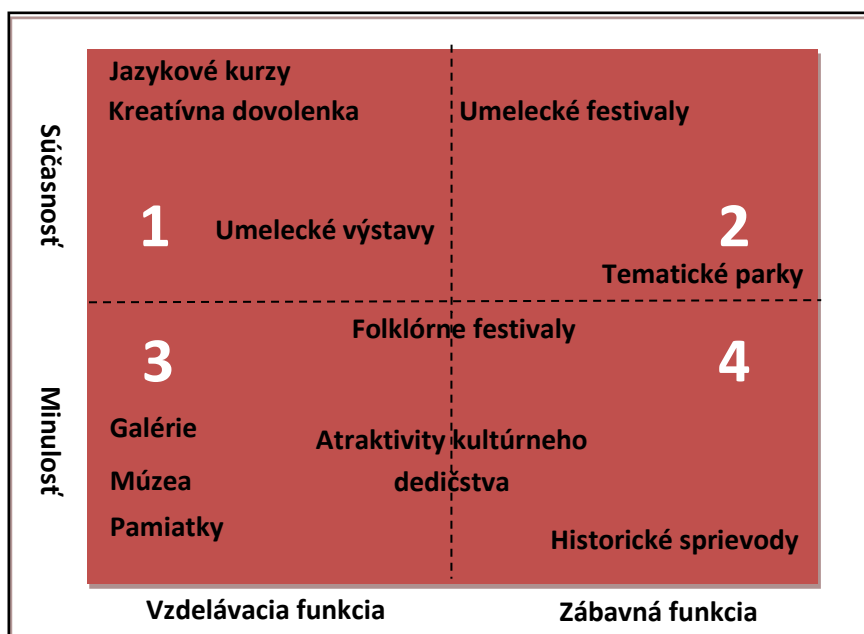 Súčasnosť
Jazykové kurzy
Kreatívna dovolenka
Umelecké festivaly
1
Umelecké výstavy
2
Tematické parky
Minulosť
Folklórne festivaly
3
4
Galérie
Atraktivity kultúrneho
dedičstva
Múzea
Pamiatky
Historické sprievody
Vzdelávacia funkcia
Zábavná funkcia